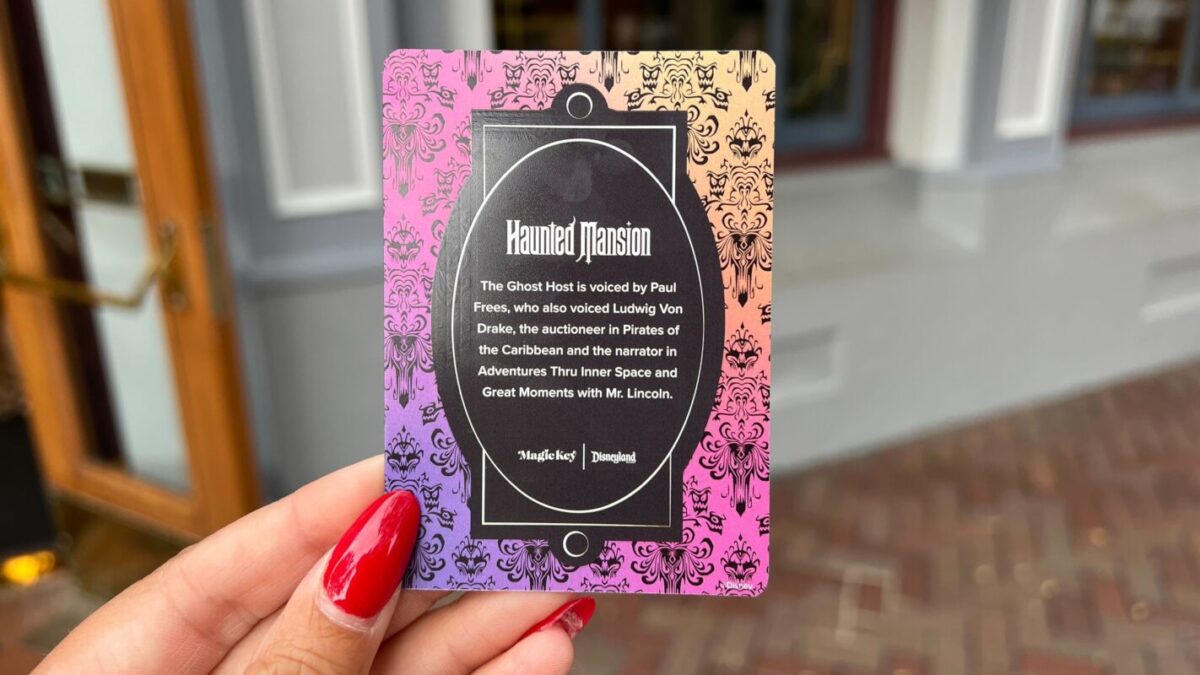 Haunted Mansion
The Ghost Host is voiced by Paul
Frees, who also voiced Ludwig Von
Drake, the auctioneer in Pirates of
the Caribbean and the narrator in
Adventures Thru Inner Space and
Great Moments with Mr. Lincoln.
MagicKey | Disneyland
©Disney